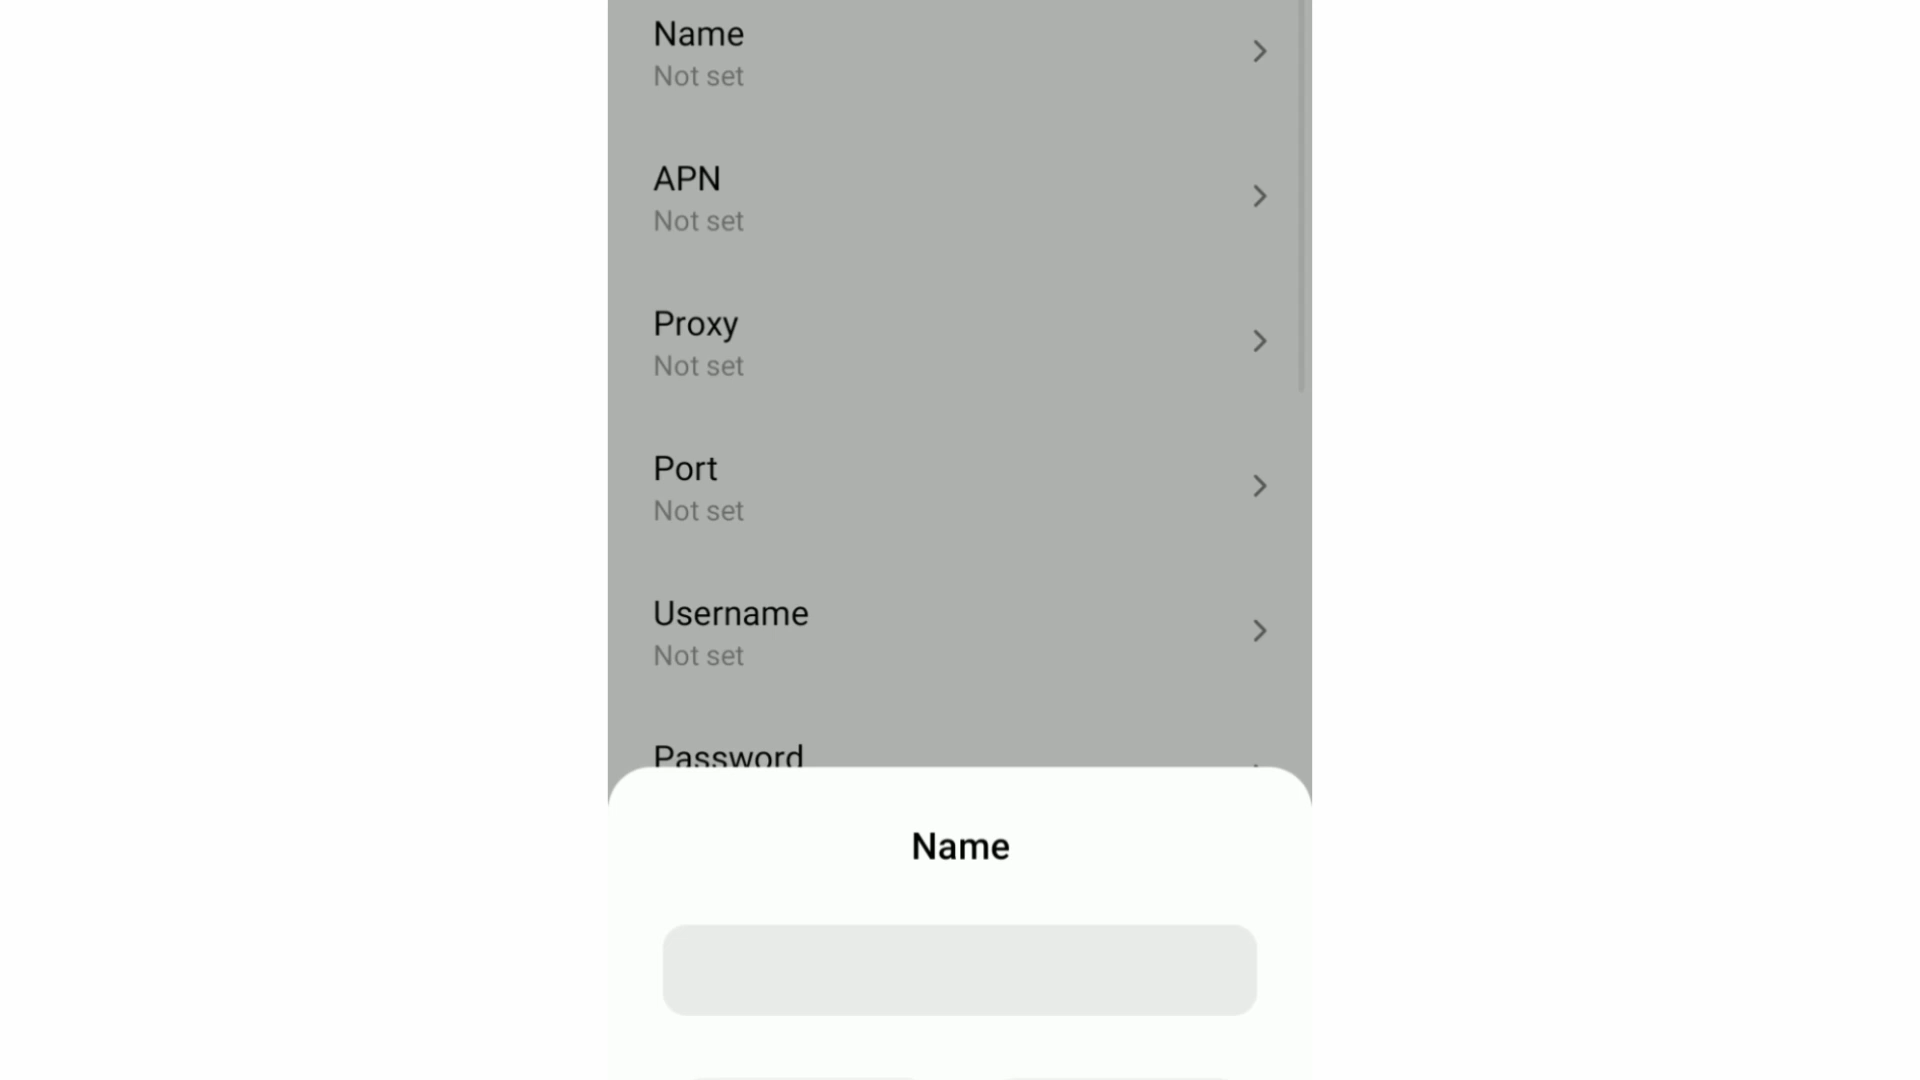 Name
Not set
APN
Not set
Proxy
Not set
Port
Not set
Username
Not set
Password
Name